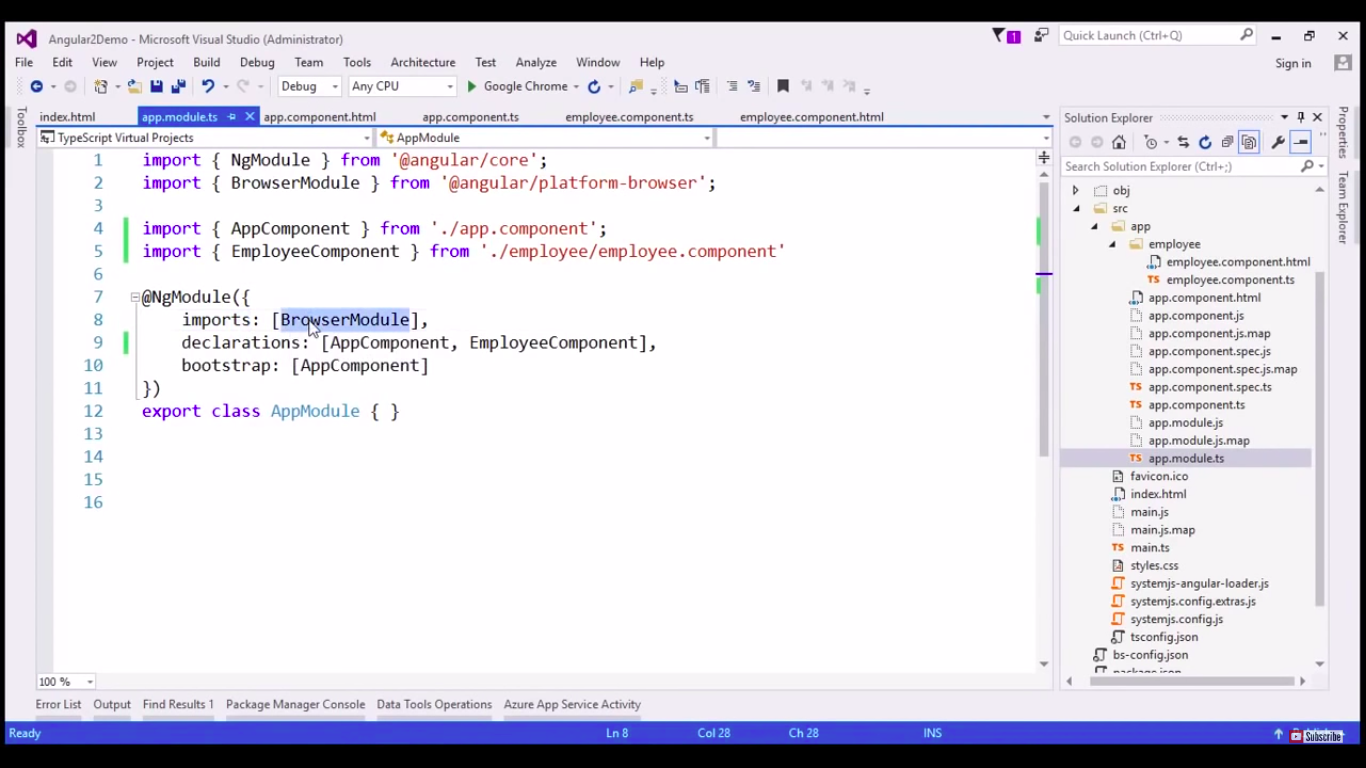 Angular2Demo - Microsoft Visual Studio (Administrator)
1
Quick Launch (Ctrl+Q)
File Edit View Project Build Debug Team Tools Architecture Test Analyze Window Help
Sign in
Debug Any CPU Google Chrome
Toolbox
index.html app.module.ts app.component.html app.component.ts employee.component.ts employee.component.html
TypeScript Virtual Projects AppModule
1 import { NgModule } from '@angular/core';
2 import { BrowserModule } from '@angular/platform-browser';
3
4 import { AppComponent } from './app.component';
5 import { EmployeeComponent } from './employee/employee.component'
6
7 @NgModule({
8 imports: [BrowserModule],
9 declarations: [AppComponent, EmployeeComponent],
10 bootstrap: [AppComponent]
11 })
12 export class AppModule { }
13
14
15
16
100 %
Solution Explorer
Search Solution Explorer (Ctrl+;)
obj
src
app
employee
employee.component.html
TS employee.component.ts
app.component.html
app.component.js
app.component.js.map
app.component.spec.js
app.component.spec.js.map
TS app.component.spec.ts
TS app.component.ts
app.module.js
app.module.js.map
TS app.module.ts
favicon.ico
index.html
main.js
main.js.map
TS main.ts
styles.css
systemjs-angular-loader.js
systemjs.config.extras.js
systemjs.config.js
tsconfig.json
bs-config.json
package.json
Properties
Team Explorer
Error List Output Find Results 1 Package Manager Console Data Tools Operations Azure App Service Activity
Ready Ln 8 Col 28 Ch 28 INS
Subscribe